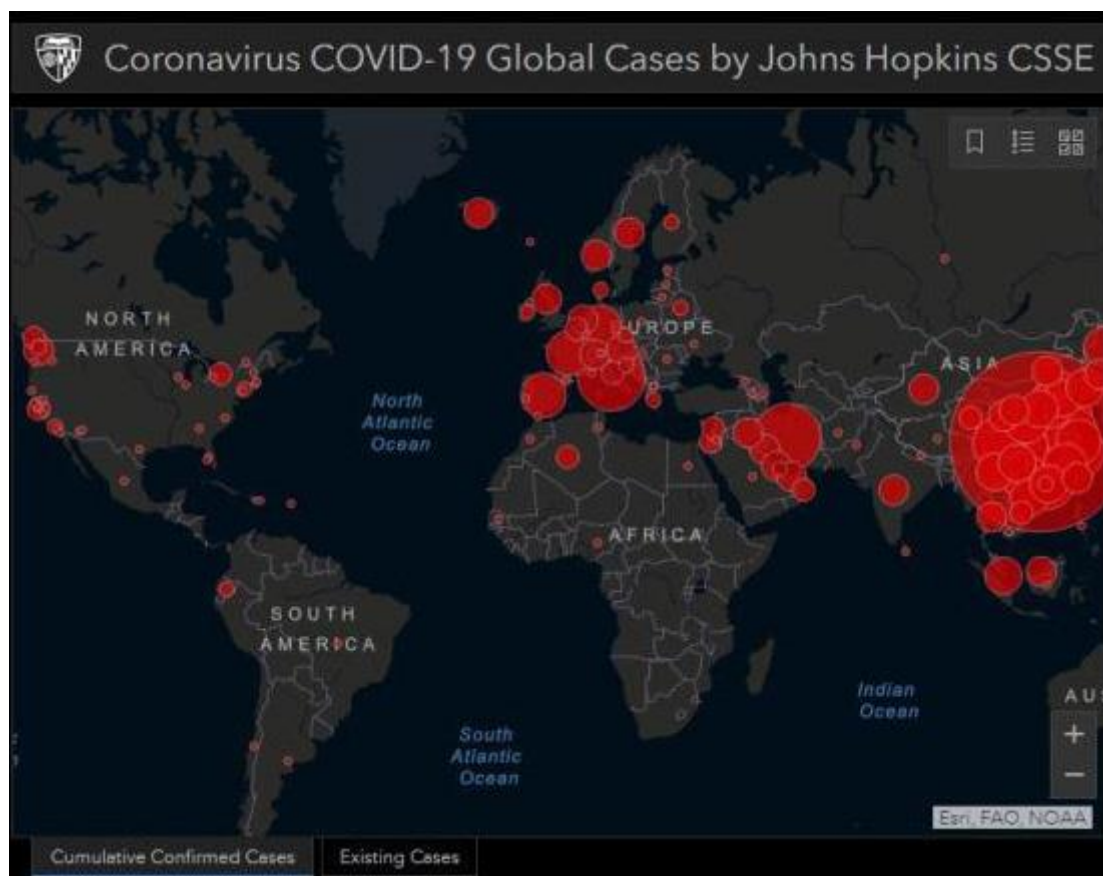 Coronavirus COVID-19 Global Cases by Johns Hopkins CSSE
NORTH
AMERICA
EUROPE
ASIA
North
Atlantic
Ocean
AFRICA
SOUTH
AMERICA
Indian
Ocean
AUS
South
Atlantic
Ocean
+
−
Esri, FAO, NOAA
Cumulative Confirmed Cases
Existing Cases